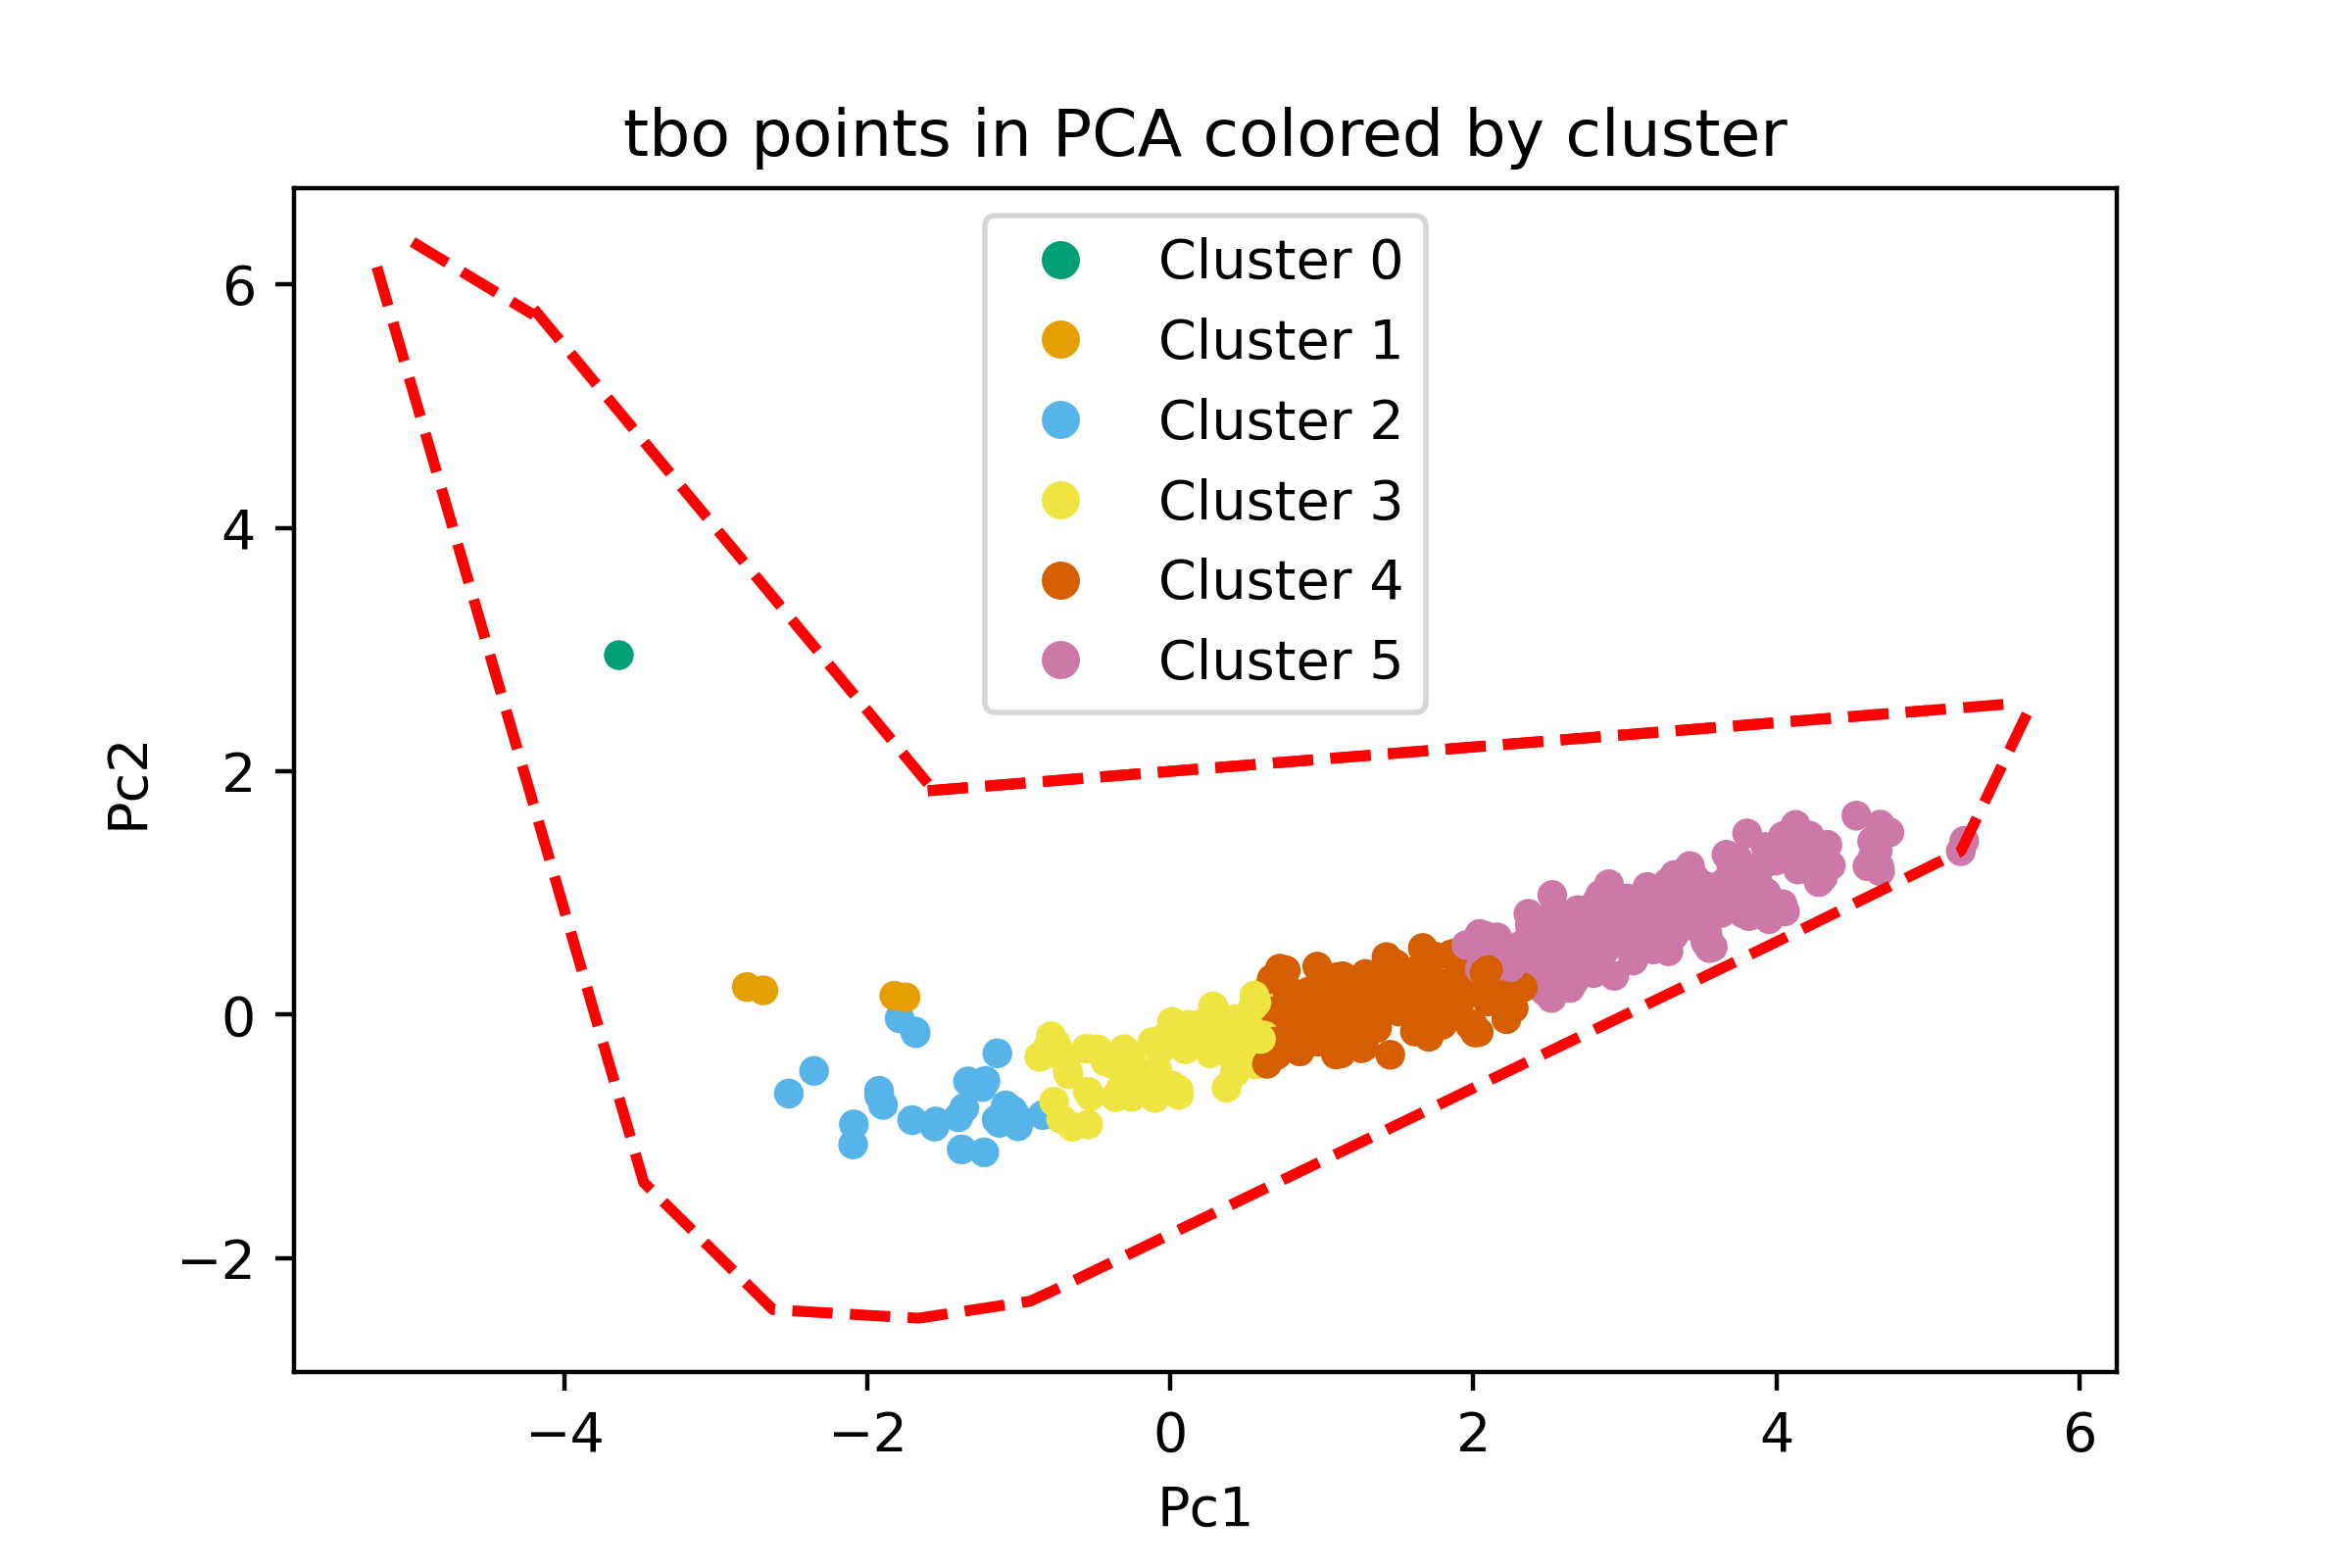 tbo points in PCA colored by cluster
Cluster 0
Cluster 1
Cluster 2
Cluster 3
Cluster 4
Cluster 5
6
4
2
0
−2
Pc2
−4
−2
0
2
4
6
Pc1